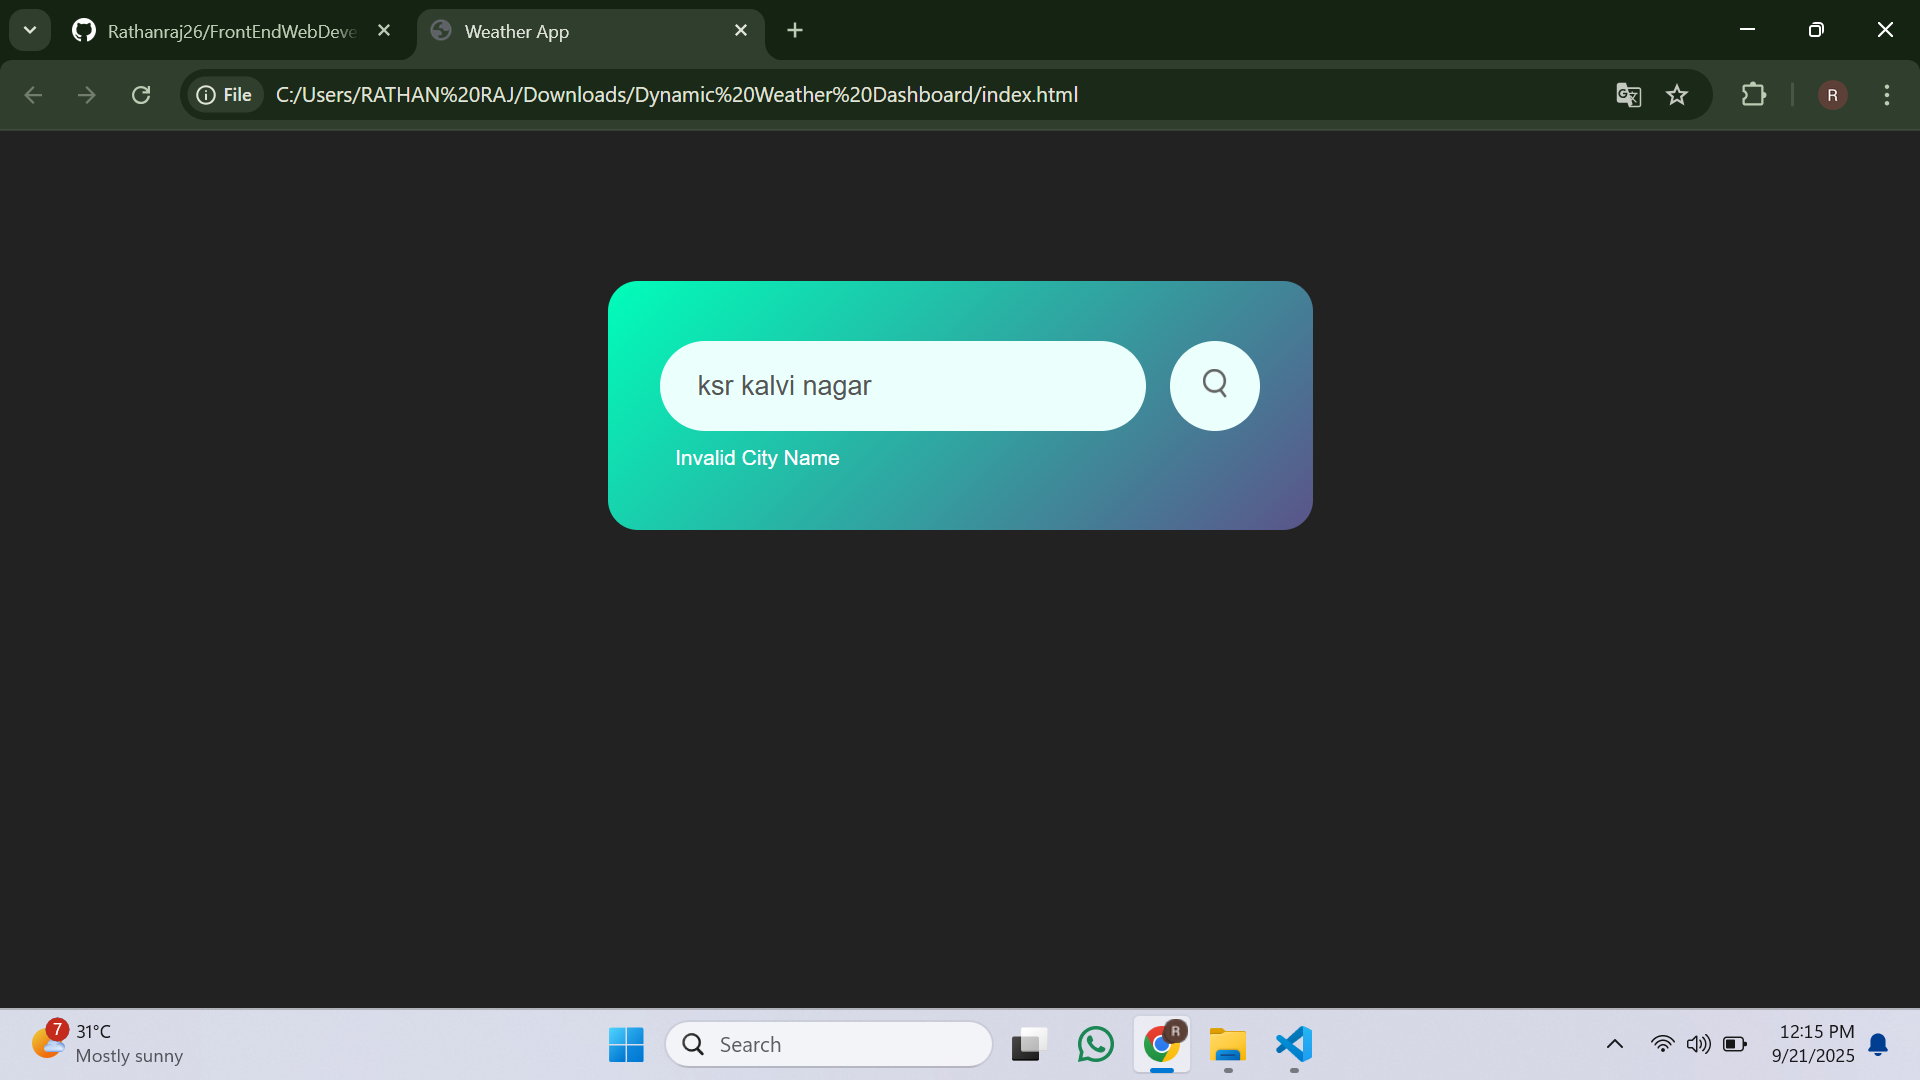 Rathanraj26/FrontEndWebDeve
Weather App
File
C:/Users/RATHAN%20RAJ/Downloads/Dynamic%20Weather%20Dashboard/index.html
R
ksr kalvi nagar
Invalid City Name
7
31°C
Mostly sunny
Search
R
12:15 PM
9/21/2025